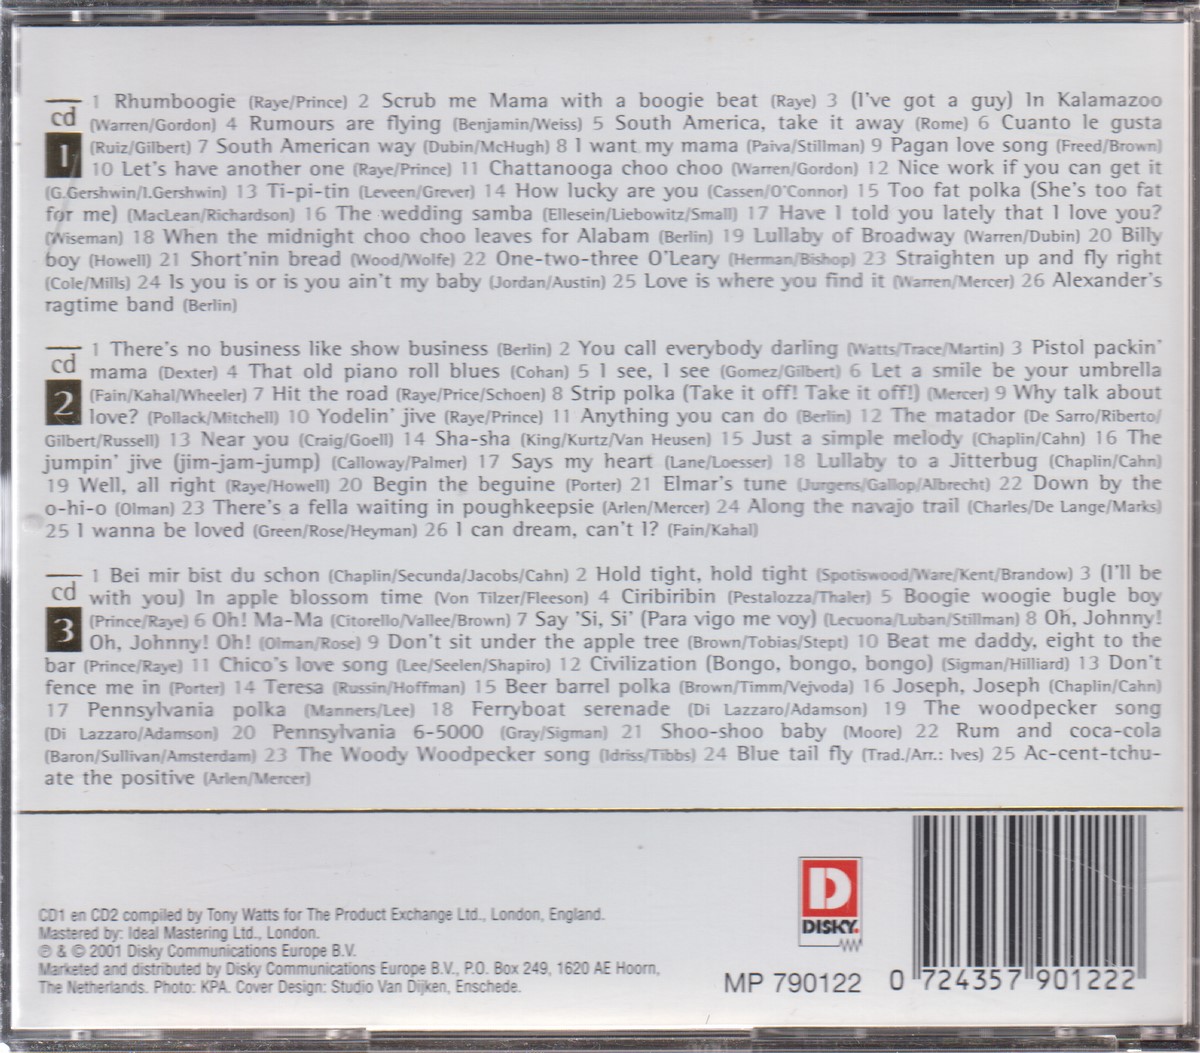 cd 1 Rhumboogie (Raye/Prince) 2 Scrub me Mama with a boogie beat (Raye) 3 (I've got a guy) In Kalamazoo
1 (Warren/Gordon) 4 Rumours are flying (Benjamin/Weiss) 5 South America, take it away (Rome) 6 Cuanto le gusta
(Ruiz/Gilbert) 7 South American way (Dubin/McHugh) 8 I want my mama (Paiva/Stillman) 9 Pagan love song (Freed/Brown)
10 Let's have another one (Raye/Prince) 11 Chattanooga choo choo (Warren/Gordon) 12 Nice work if you can get it
(G.Gershwin/I.Gershwin) 13 Ti-pi-tin (Leveen/Grever) 14 How lucky are you (Cassen/O'Connor) 15 Too fat polka (She's too fat
for me) (MacLean/Richardson) 16 The wedding samba (Ellesein/Liebowitz/Small) 17 Have I told you lately that I love you?
(Wiseman) 18 When the midnight choo choo leaves for Alabam (Berlin) 19 Lullaby of Broadway (Warren/Dubin) 20 Billy
boy (Howell) 21 Short'nin bread (Wood/Wolfe) 22 One-two-three O'Leary (Herman/Bishop) 23 Straighten up and fly right
(Cole/Mills) 24 Is you is or is you ain't my baby (Jordan/Austin) 25 Love is where you find it (Warren/Mercer) 26 Alexander's
ragtime band (Berlin)
cd 1 There's no business like show business (Berlin) 2 You call everybody darling (Watts/Trace/Martin) 3 Pistol packin'
2 mama (Dexter) 4 That old piano roll blues (Cohan) 5 I see, I see (Gomez/Gilbert) 6 Let a smile be your umbrella
(Fain/Kahal/Wheeler) 7 Hit the road (Raye/Price/Schoen) 8 Strip polka (Take it off! Take it off!) (Mercer) 9 Why talk about
love? (Pollack/Mitchell) 10 Yodelin' jive (Raye/Prince) 11 Anything you can do (Berlin) 12 The matador (De Sarro/Riberto/
Gilbert/Russell) 13 Near you (Craig/Goell) 14 Sha-sha (King/Kurtz/Van Heusen) 15 Just a simple melody (Chaplin/Cahn) 16 The
jumpin' jive (jim-jam-jump) (Calloway/Palmer) 17 Says my heart (Lane/Loesser) 18 Lullaby to a Jitterbug (Chaplin/Cahn)
19 Well, all right (Raye/Howell) 20 Begin the beguine (Porter) 21 Elmar's tune (Jurgens/Gallop/Albrecht) 22 Down by the
o-hi-o (Olman) 23 There's a fella waiting in poughkeepsie (Arlen/Mercer) 24 Along the navajo trail (Charles/De Lange/Marks)
25 I wanna be loved (Green/Rose/Heyman) 26 I can dream, can't I? (Fain/Kahal)
cd 1 Bei mir bist du schon (Chaplin/Secunda/Jacobs/Cahn) 2 Hold tight, hold tight (Spotiswood/Ware/Kent/Brandow) 3 (I'll be
3 with you) In apple blossom time (Von Tilzer/Fleeson) 4 Ciribiribin (Pestalozza/Thaler) 5 Boogie woogie bugle boy
(Prince/Raye) 6 Oh! Ma-Ma (Citorello/Vallee/Brown) 7 Say 'Si, Si' (Para vigo me voy) (Lecuona/Luban/Stillman) 8 Oh, Johnny!
Oh, Johnny! Oh! (Olman/Rose) 9 Don't sit under the apple tree (Brown/Tobias/Stept) 10 Beat me daddy, eight to the
bar (Prince/Raye) 11 Chico's love song (Lee/Seelen/Shapiro) 12 Civilization (Bongo, bongo, bongo) (Sigman/Hilliard) 13 Don't
fence me in (Porter) 14 Teresa (Russin/Hoffman) 15 Beer barrel polka (Brown/Timm/Vejvoda) 16 Joseph, Joseph (Chaplin/Cahn)
17 Pennsylvania polka (Manners/Lee) 18 Ferryboat serenade (Di Lazzaro/Adamson) 19 The woodpecker song
(Di Lazzaro/Adamson) 20 Pennsylvania 6-5000 (Gray/Sigman) 21 Shoo-shoo baby (Moore) 22 Rum and coca-cola
(Baron/Sullivan/Amsterdam) 23 The Woody Woodpecker song (Idriss/Tibbs) 24 Blue tail fly (Trad./Arr.: Ives) 25 Ac-cent-tchu-
ate the positive (Arlen/Mercer)
CD1 en CD2 compiled by Tony Watts for The Product Exchange Ltd., London, England.
Mastered by: Ideal Mastering Ltd., London.
℗ & © 2001 Disky Communications Europe B.V.
Marketed and distributed by Disky Communications Europe B.V., P.O. Box 249, 1620 AE Hoorn,
The Netherlands. Photo: KPA. Cover Design: Studio Van Dijken, Enschede.
D
DISKY.
MP 790122
0 724357 901222